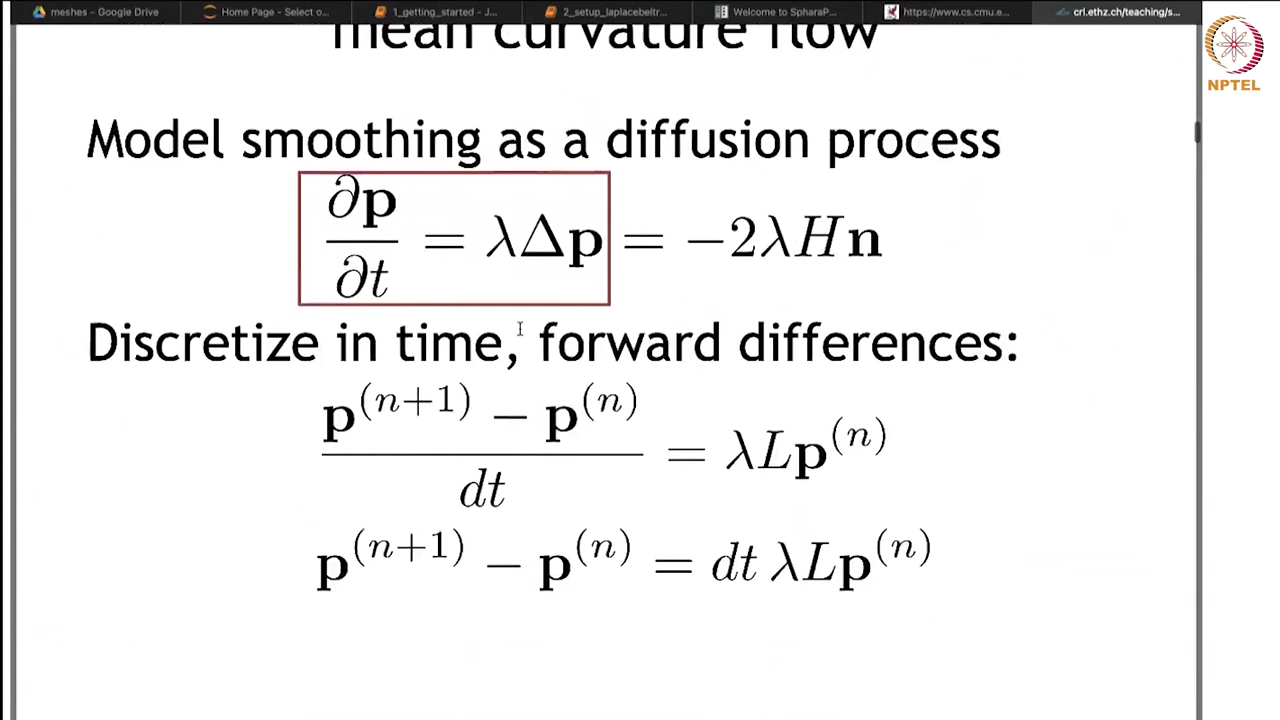 meshes - Google Drive
Home Page - Select o...
1_getting_started - J...
2_setup_laplacebeltr...
Welcome to SpharaP...
https://www.cs.cmu.e...
crl.ethz.ch/teaching/s...
NPTEL
mean curvature flow
Model smoothing as a diffusion process
∂p/∂t = λΔp = −2λHn
Discretize in time, forward differences:
(p^(n+1) − p^(n))/dt = λLp^(n)
p^(n+1) − p^(n) = dt λLp^(n)